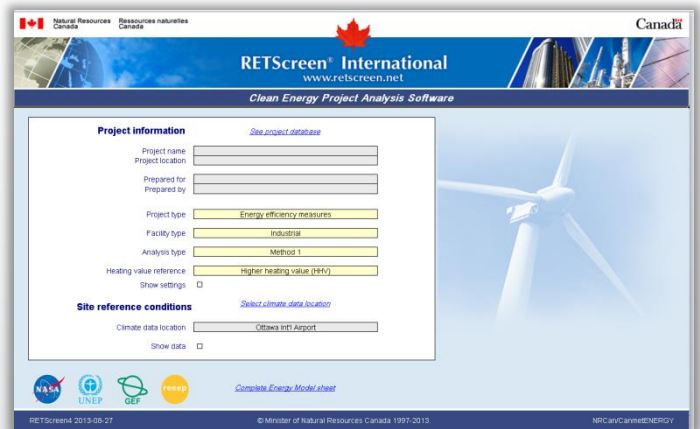 Natural Resources Canada
Ressources naturelles Canada
Canada
RETScreen® International
www.retscreen.net
Clean Energy Project Analysis Software
Project information
See project database
Project name
Project location
Prepared for
Prepared by
Project type
Energy efficiency measures
Facility type
Industrial
Analysis type
Method 1
Heating value reference
Higher heating value (HHV)
Show settings
Site reference conditions
Select climate data location
Climate data location
Ottawa Int'l Airport
Show data
NASA
UNEP
GEF
reeep
Complete Energy Model sheet
RETScreen4 2013-08-27
© Minister of Natural Resources Canada 1997-2013.
NRCan/CanmetENERGY